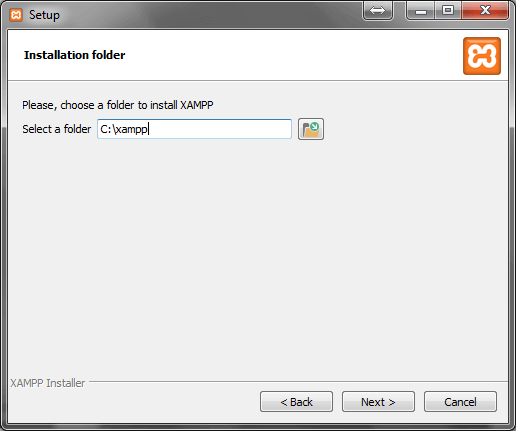 Setup
Installation folder
Please, choose a folder to install XAMPP
Select a folder C:\xampp
XAMPP Installer
< Back Next > Cancel